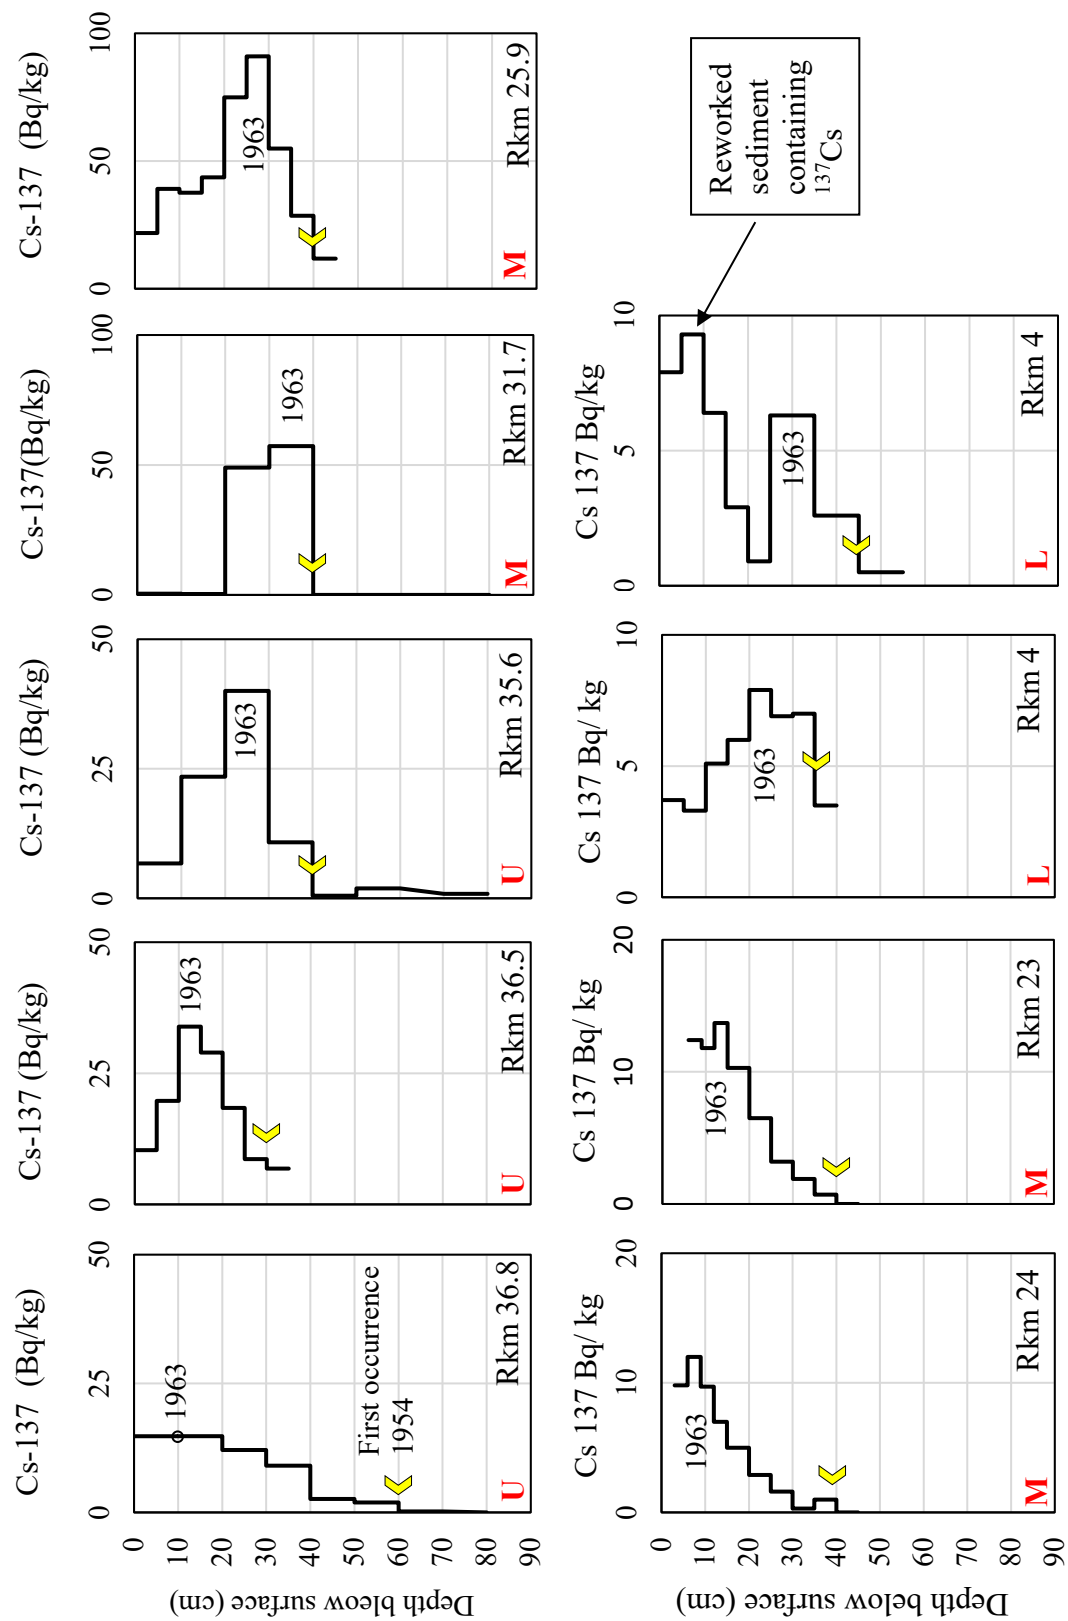 Cs-137 (Bq/kg)
0 25 50
Depth bleow surface (cm)
0
10
20
30
40
50
60
70
80
90
1963
First occurrence
1954
U
Rkm 36.8
Cs-137 (Bq/kg)
0 25 50
1963
U
Rkm 36.5
Cs-137 (Bq/kg)
0 25 50
1963
U
Rkm 35.6
Cs-137(Bq/kg)
0 50 100
1963
M
Rkm 31.7
Cs-137 (Bq/kg)
0 50 100
1963
M
Rkm 25.9
Cs 137 Bq/ kg
0 10 20
Depth below surface (cm)
0
10
20
30
40
50
60
70
80
90
1963
M
Rkm 24
Cs 137 Bq/ kg
0 10 20
1963
M
Rkm 23
Cs 137 Bq/ kg
0 5 10
1963
L
Rkm 4
Cs 137 Bq/kg
0 5 10
1963
L
Rkm 4
Reworked
sediment
containing
¹³⁷Cs